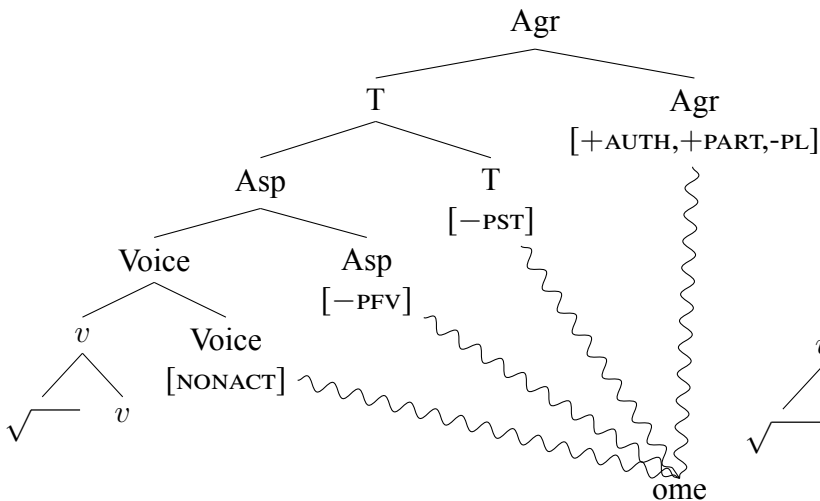 Agr
T Agr
[+AUTH,+PART,-PL]
Asp T
[−PST]
Voice Asp
[−PFV]
v Voice
[NONACT]
√ v
√
ome